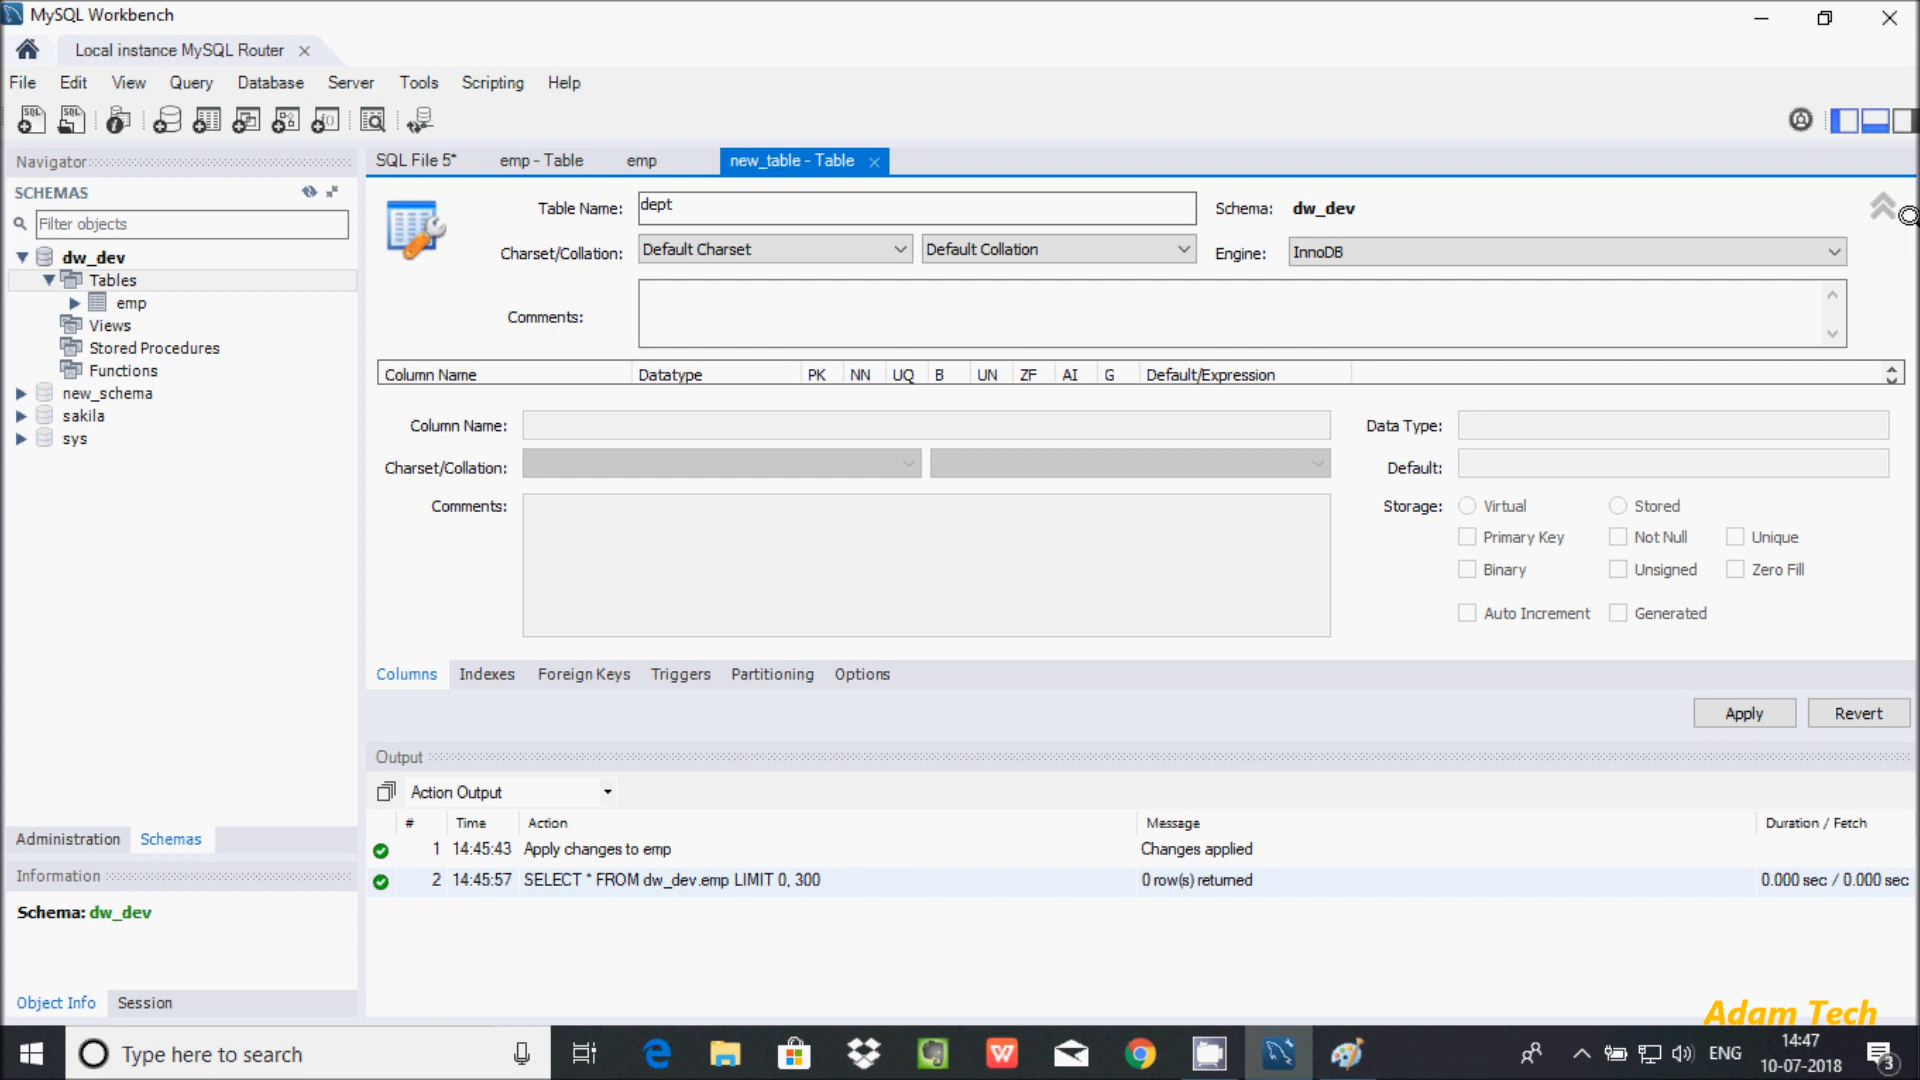 MySQL Workbench
Local instance MySQL Router
File Edit View Query Database Server Tools Scripting Help
SQL SQL
Navigator
SCHEMAS
Filter objects
dw_dev
Tables
emp
Views
Stored Procedures
Functions
new_schema
sakila
sys
Administration Schemas
Information
Schema: dw_dev
Object Info Session
SQL File 5* emp - Table emp new_table - Table
Table Name: dept Schema: dw_dev
Charset/Collation: Default Charset Default Collation Engine: InnoDB
Comments:
Column Name Datatype PK NN UQ B UN ZF AI G Default/Expression
Column Name: Data Type:
Charset/Collation: Default:
Comments: Storage: Virtual Stored
Primary Key Not Null Unique
Binary Unsigned Zero Fill
Auto Increment Generated
Columns Indexes Foreign Keys Triggers Partitioning Options
Apply Revert
Output
Action Output
# Time Action Message Duration / Fetch
1 14:45:43 Apply changes to emp Changes applied
2 14:45:57 SELECT * FROM dw_dev.emp LIMIT 0, 300 0 row(s) returned 0.000 sec / 0.000 sec
Adam Tech
Type here to search
ENG
14:47
10-07-2018
3